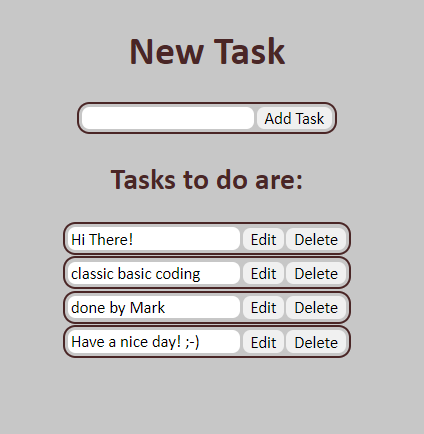 New Task
Add Task
Tasks to do are:
Hi There! Edit Delete
classic basic coding Edit Delete
done by Mark Edit Delete
Have a nice day! ;-) Edit Delete